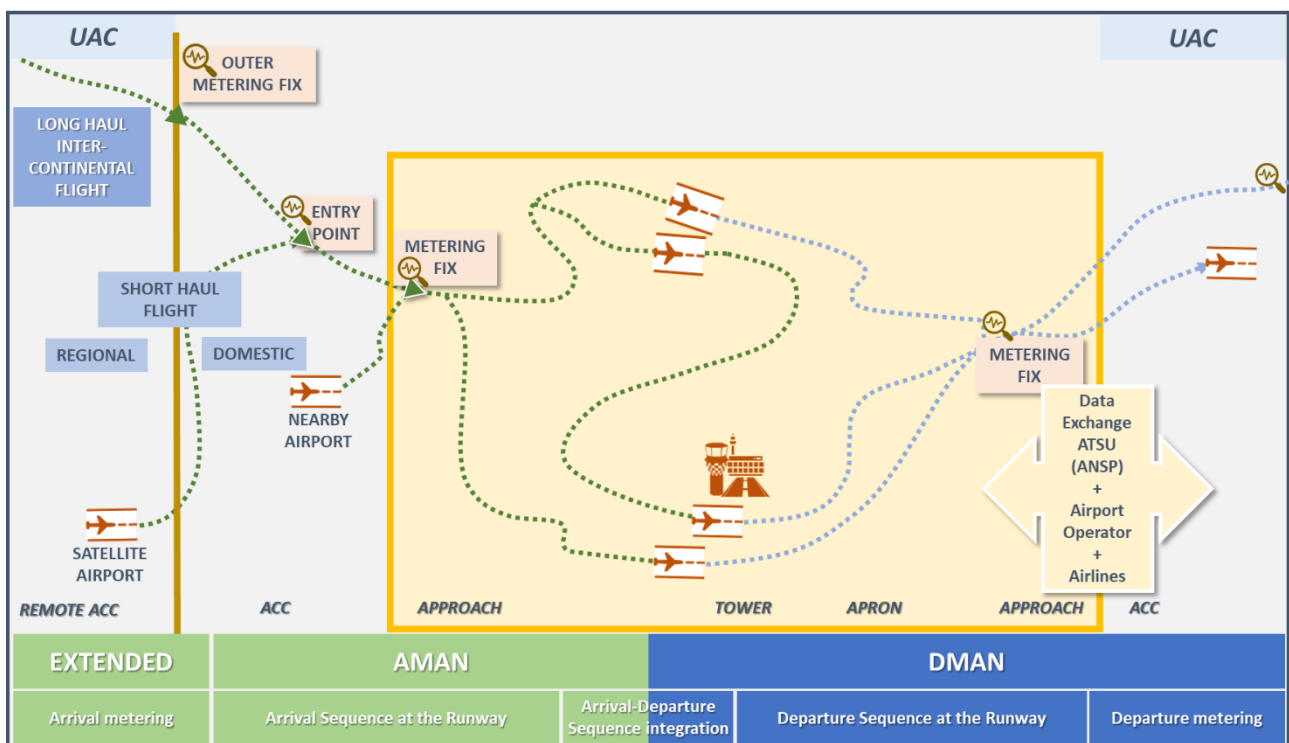 UAC
UAC
OUTER
METERING FIX
LONG HAUL
INTER-
CONTINENTAL
FLIGHT
ENTRY
POINT
METERING
FIX
SHORT HAUL
FLIGHT
REGIONAL
DOMESTIC
NEARBY
AIRPORT
METERING
FIX
Data
Exchange
ATSU
(ANSP)
+
Airport
Operator
+
Airlines
SATELLITE
AIRPORT
REMOTE ACC
ACC
APPROACH
TOWER
APRON
APPROACH
ACC
EXTENDED
AMAN
DMAN
Arrival metering
Arrival Sequence at the Runway
Arrival-Departure
Sequence integration
Departure Sequence at the Runway
Departure metering